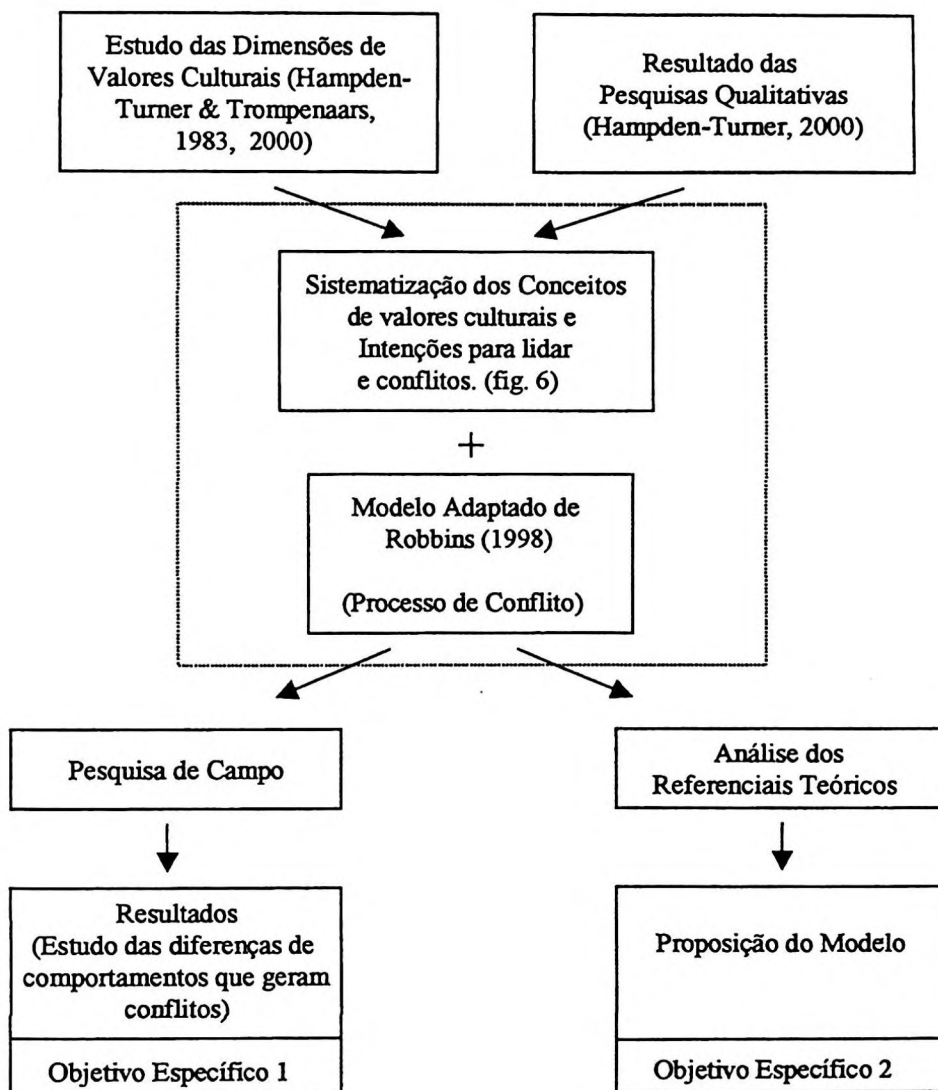 Estudo das Dimensões de
Valores Culturais (Hampden-
Turner & Trompenaars,
1983, 2000)
Resultado das
Pesquisas Qualitativas
(Hampden-Turner, 2000)
Sistematização dos Conceitos
de valores culturais e
Intenções para lidar
e conflitos. (fig. 6)
+
Modelo Adaptado de
Robbins (1998)
(Processo de Conflito)
Pesquisa de Campo
Análise dos
Referenciais Teóricos
Resultados
(Estudo das diferenças de
comportamentos que geram
conflitos)
Objetivo Específico 1
Proposição do Modelo
Objetivo Específico 2